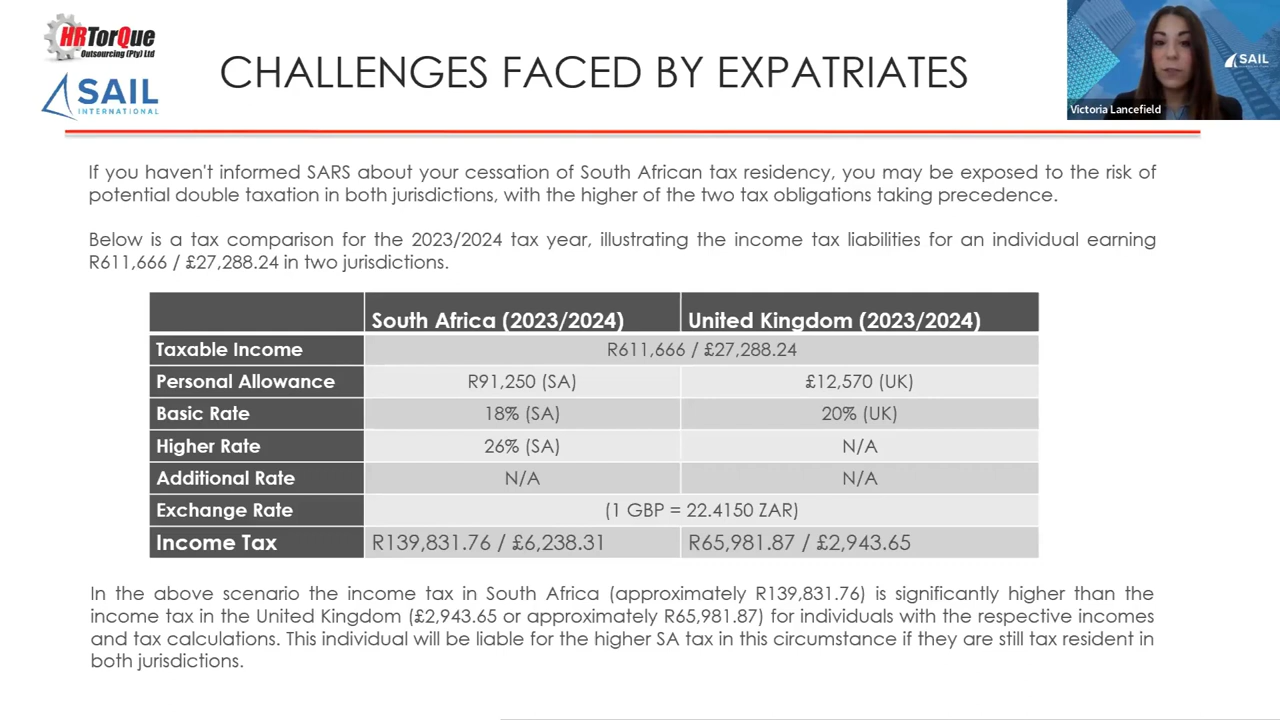 HRTorQue
Outsourcing (Pty) Ltd
SAIL
INTERNATIONAL
CHALLENGES FACED BY EXPATRIATES
SAIL
Victoria Lancefield
If you haven't informed SARS about your cessation of South African tax residency, you may be exposed to the risk of
potential double taxation in both jurisdictions, with the higher of the two tax obligations taking precedence.
Below is a tax comparison for the 2023/2024 tax year, illustrating the income tax liabilities for an individual earning
R611,666 / £27,288.24 in two jurisdictions.
South Africa (2023/2024) United Kingdom (2023/2024)
Taxable Income R611,666 / £27,288.24
Personal Allowance R91,250 (SA) £12,570 (UK)
Basic Rate 18% (SA) 20% (UK)
Higher Rate 26% (SA) N/A
Additional Rate N/A N/A
Exchange Rate (1 GBP = 22.4150 ZAR)
Income Tax R139,831.76 / £6,238.31 R65,981.87 / £2,943.65
In the above scenario the income tax in South Africa (approximately R139,831.76) is significantly higher than the
income tax in the United Kingdom (£2,943.65 or approximately R65,981.87) for individuals with the respective incomes
and tax calculations. This individual will be liable for the higher SA tax in this circumstance if they are still tax resident in
both jurisdictions.